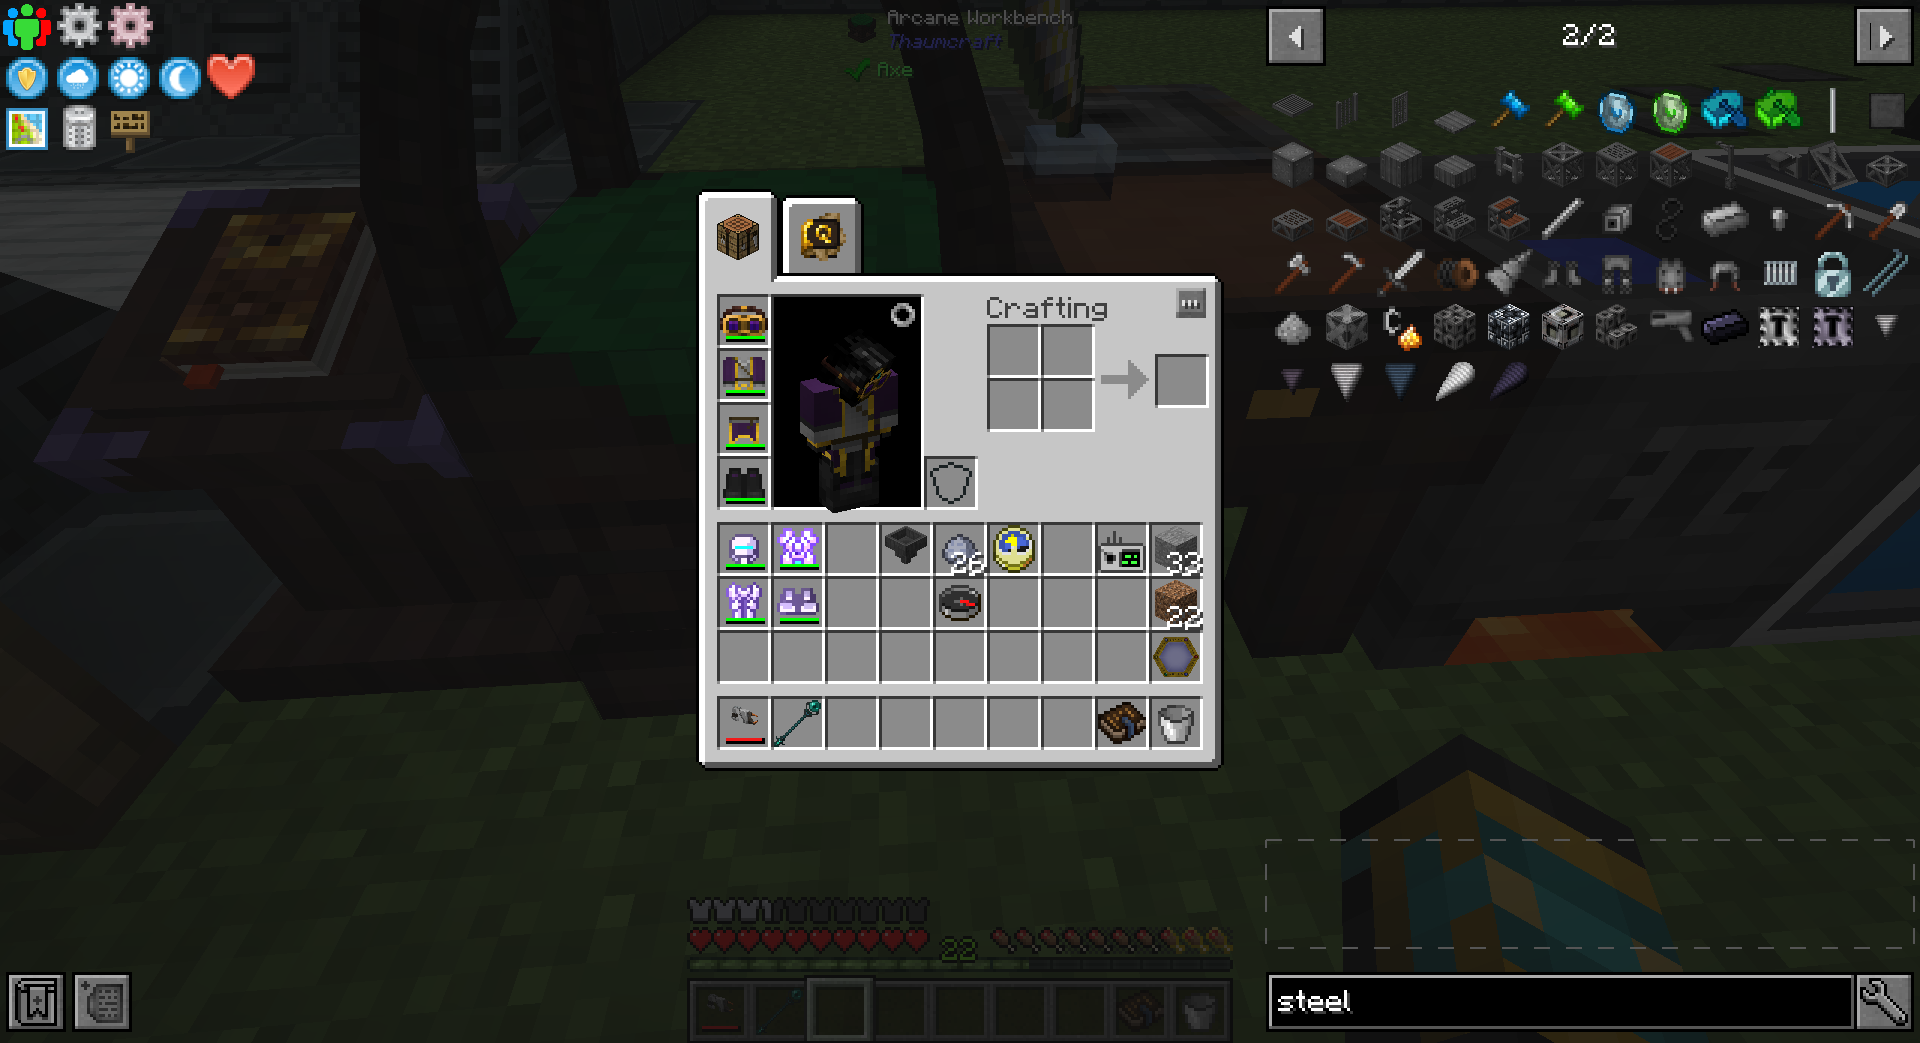 Arcane Workbench
Thaumcraft
Axe
2/2
Crafting
26
33
22
22
steel